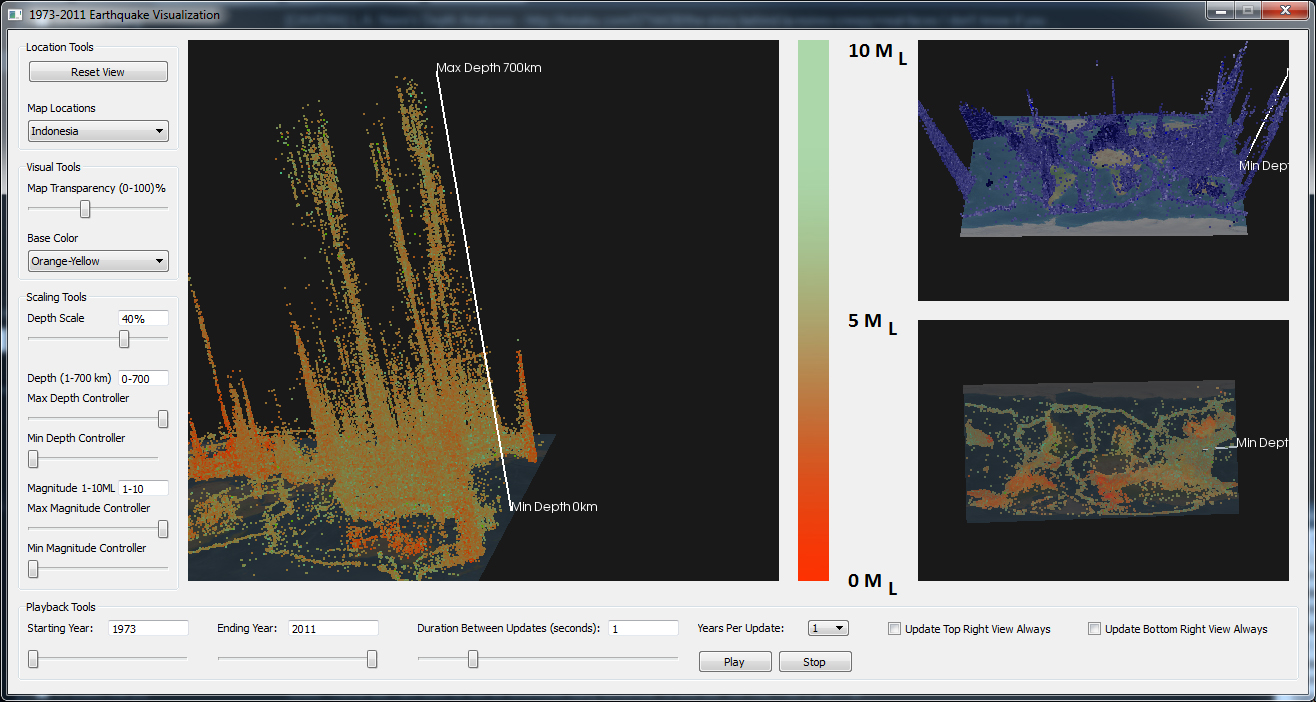 1973-2011 Earthquake Visualization
Location Tools
Reset View
Map Locations
Indonesia
Visual Tools
Map Transparency (0-100)%
Base Color
Orange-Yellow
Scaling Tools
Depth Scale 40%
Depth (1-700 km) 0-700
Max Depth Controller
Min Depth Controller
Magnitude 1-10ML 1-10
Max Magnitude Controller
Min Magnitude Controller
Max Depth 700km
Min Depth 0km
10 M L
5 M L
0 M L
Min Dep
Min Dept
Playback Tools
Starting Year: 1973 Ending Year: 2011 Duration Between Updates (seconds): 1 Years Per Update: 1 Update Top Right View Always Update Bottom Right View Always
Play Stop